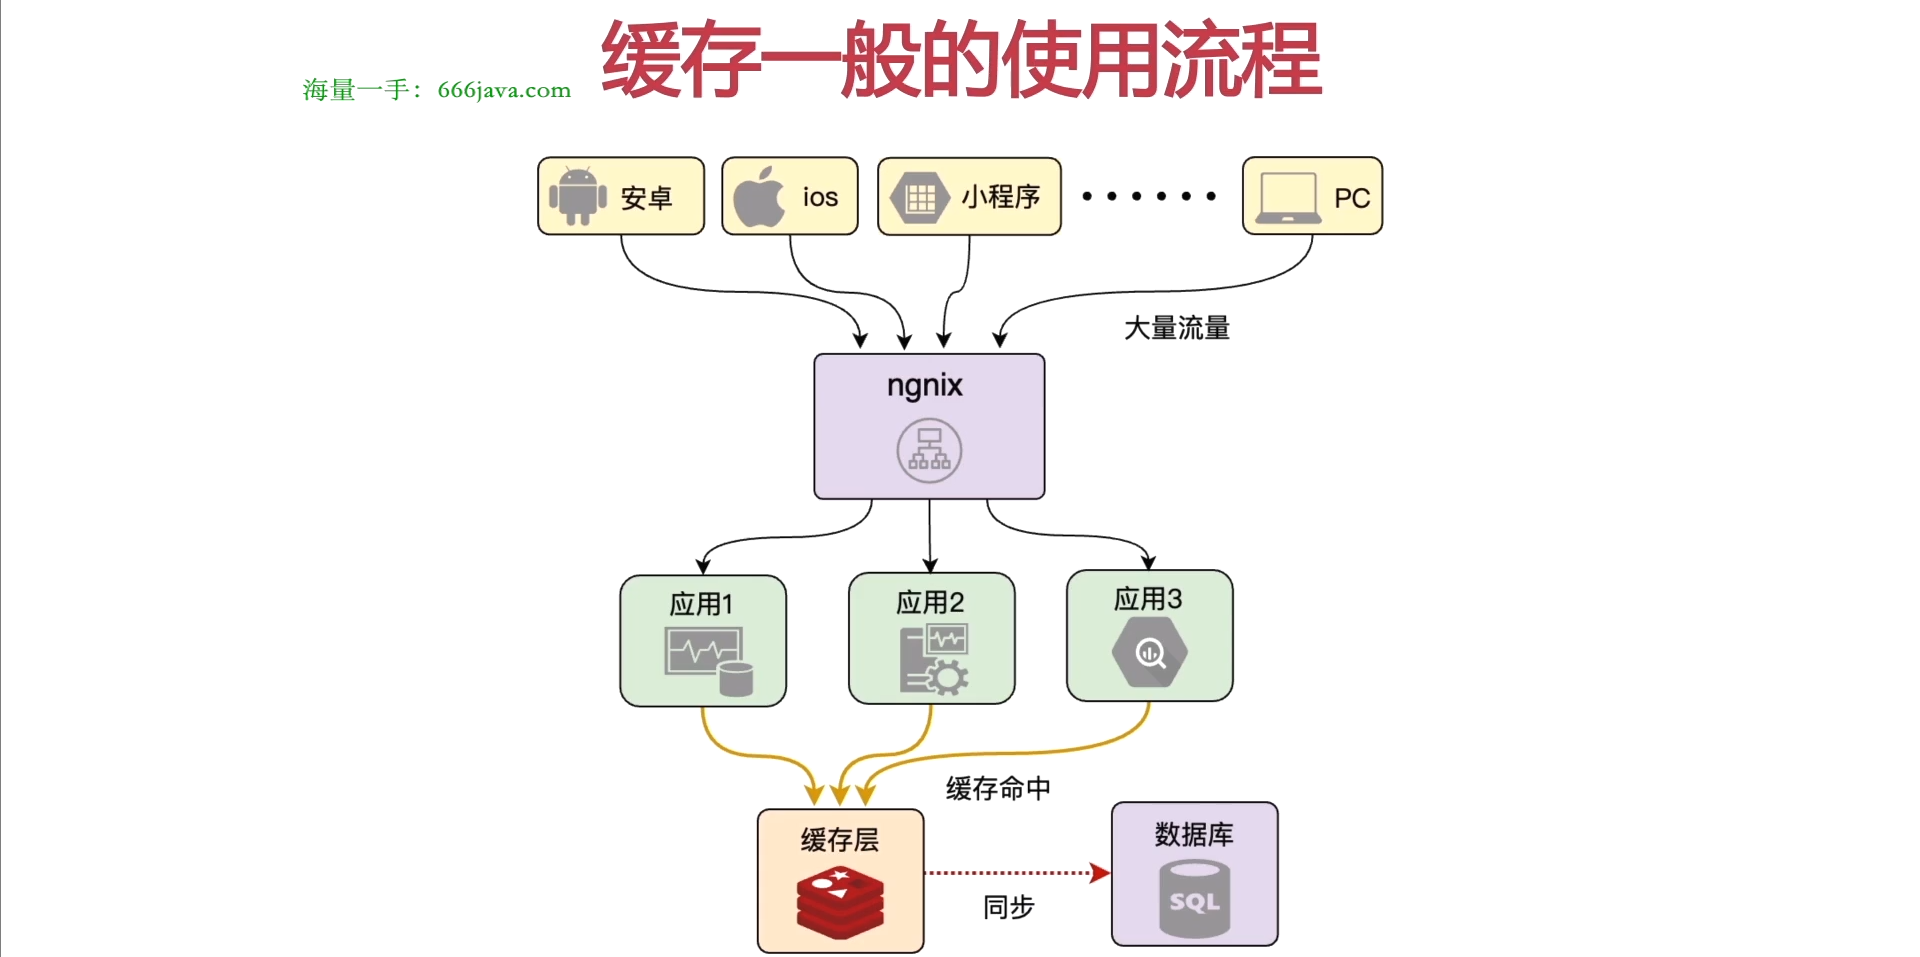 缓存一般的使用流程
海量一手：666java.com
安卓
ios
小程序
······
PC
大量流量
ngnix
应用1
应用2
应用3
缓存命中
缓存层
数据库
SQL
同步